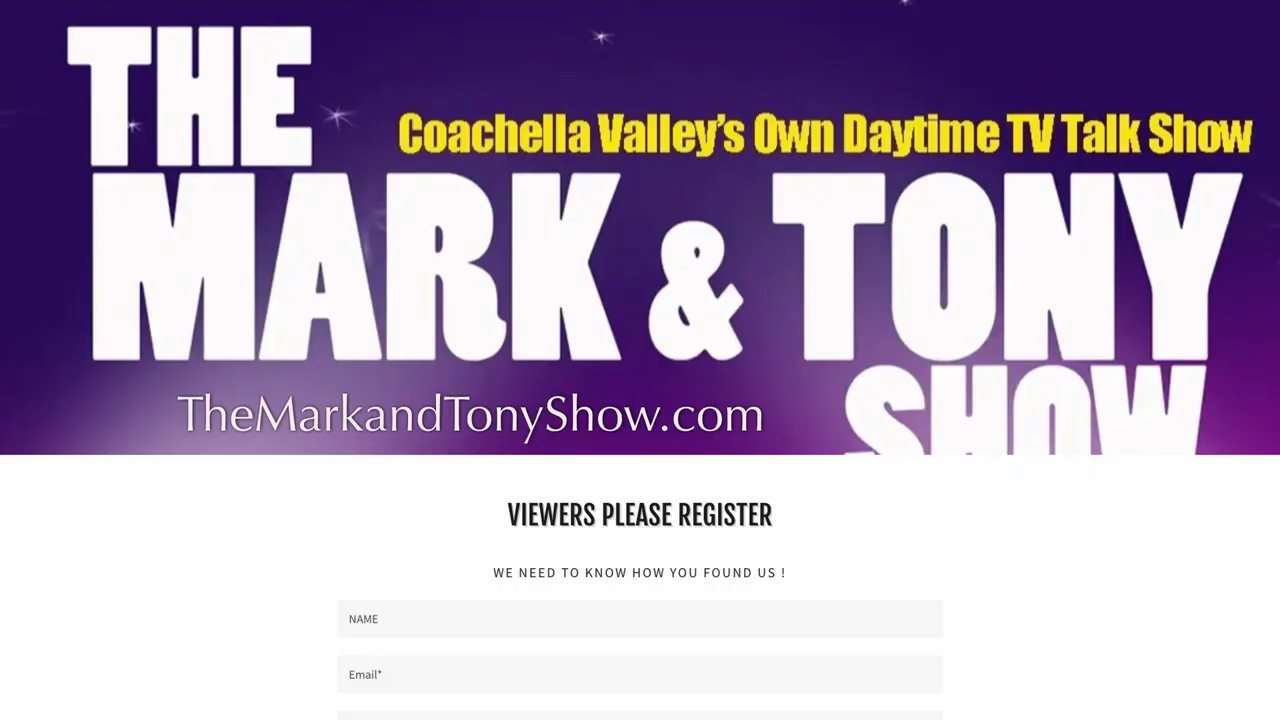 THE
Coachella Valley's Own Daytime TV Talk Show
MARK & TONY
SHOW
TheMarkandTonyShow.com
VIEWERS PLEASE REGISTER
WE NEED TO KNOW HOW YOU FOUND US !
NAME
Email*